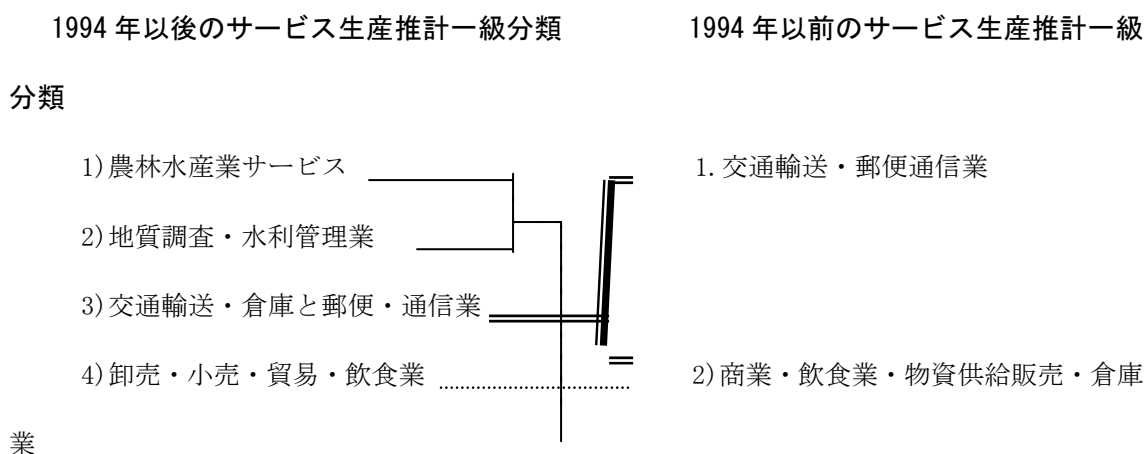 1994 年以後のサービス生産推計一級分類 1994 年以前のサービス生産推計一級
分類
1)農林水産業サービス 1.交通輸送・郵便通信業
2)地質調査・水利管理業
3)交通輸送・倉庫と郵便・通信業
4)卸売・小売・貿易・飲食業 2)商業・飲食業・物資供給販売・倉庫
業